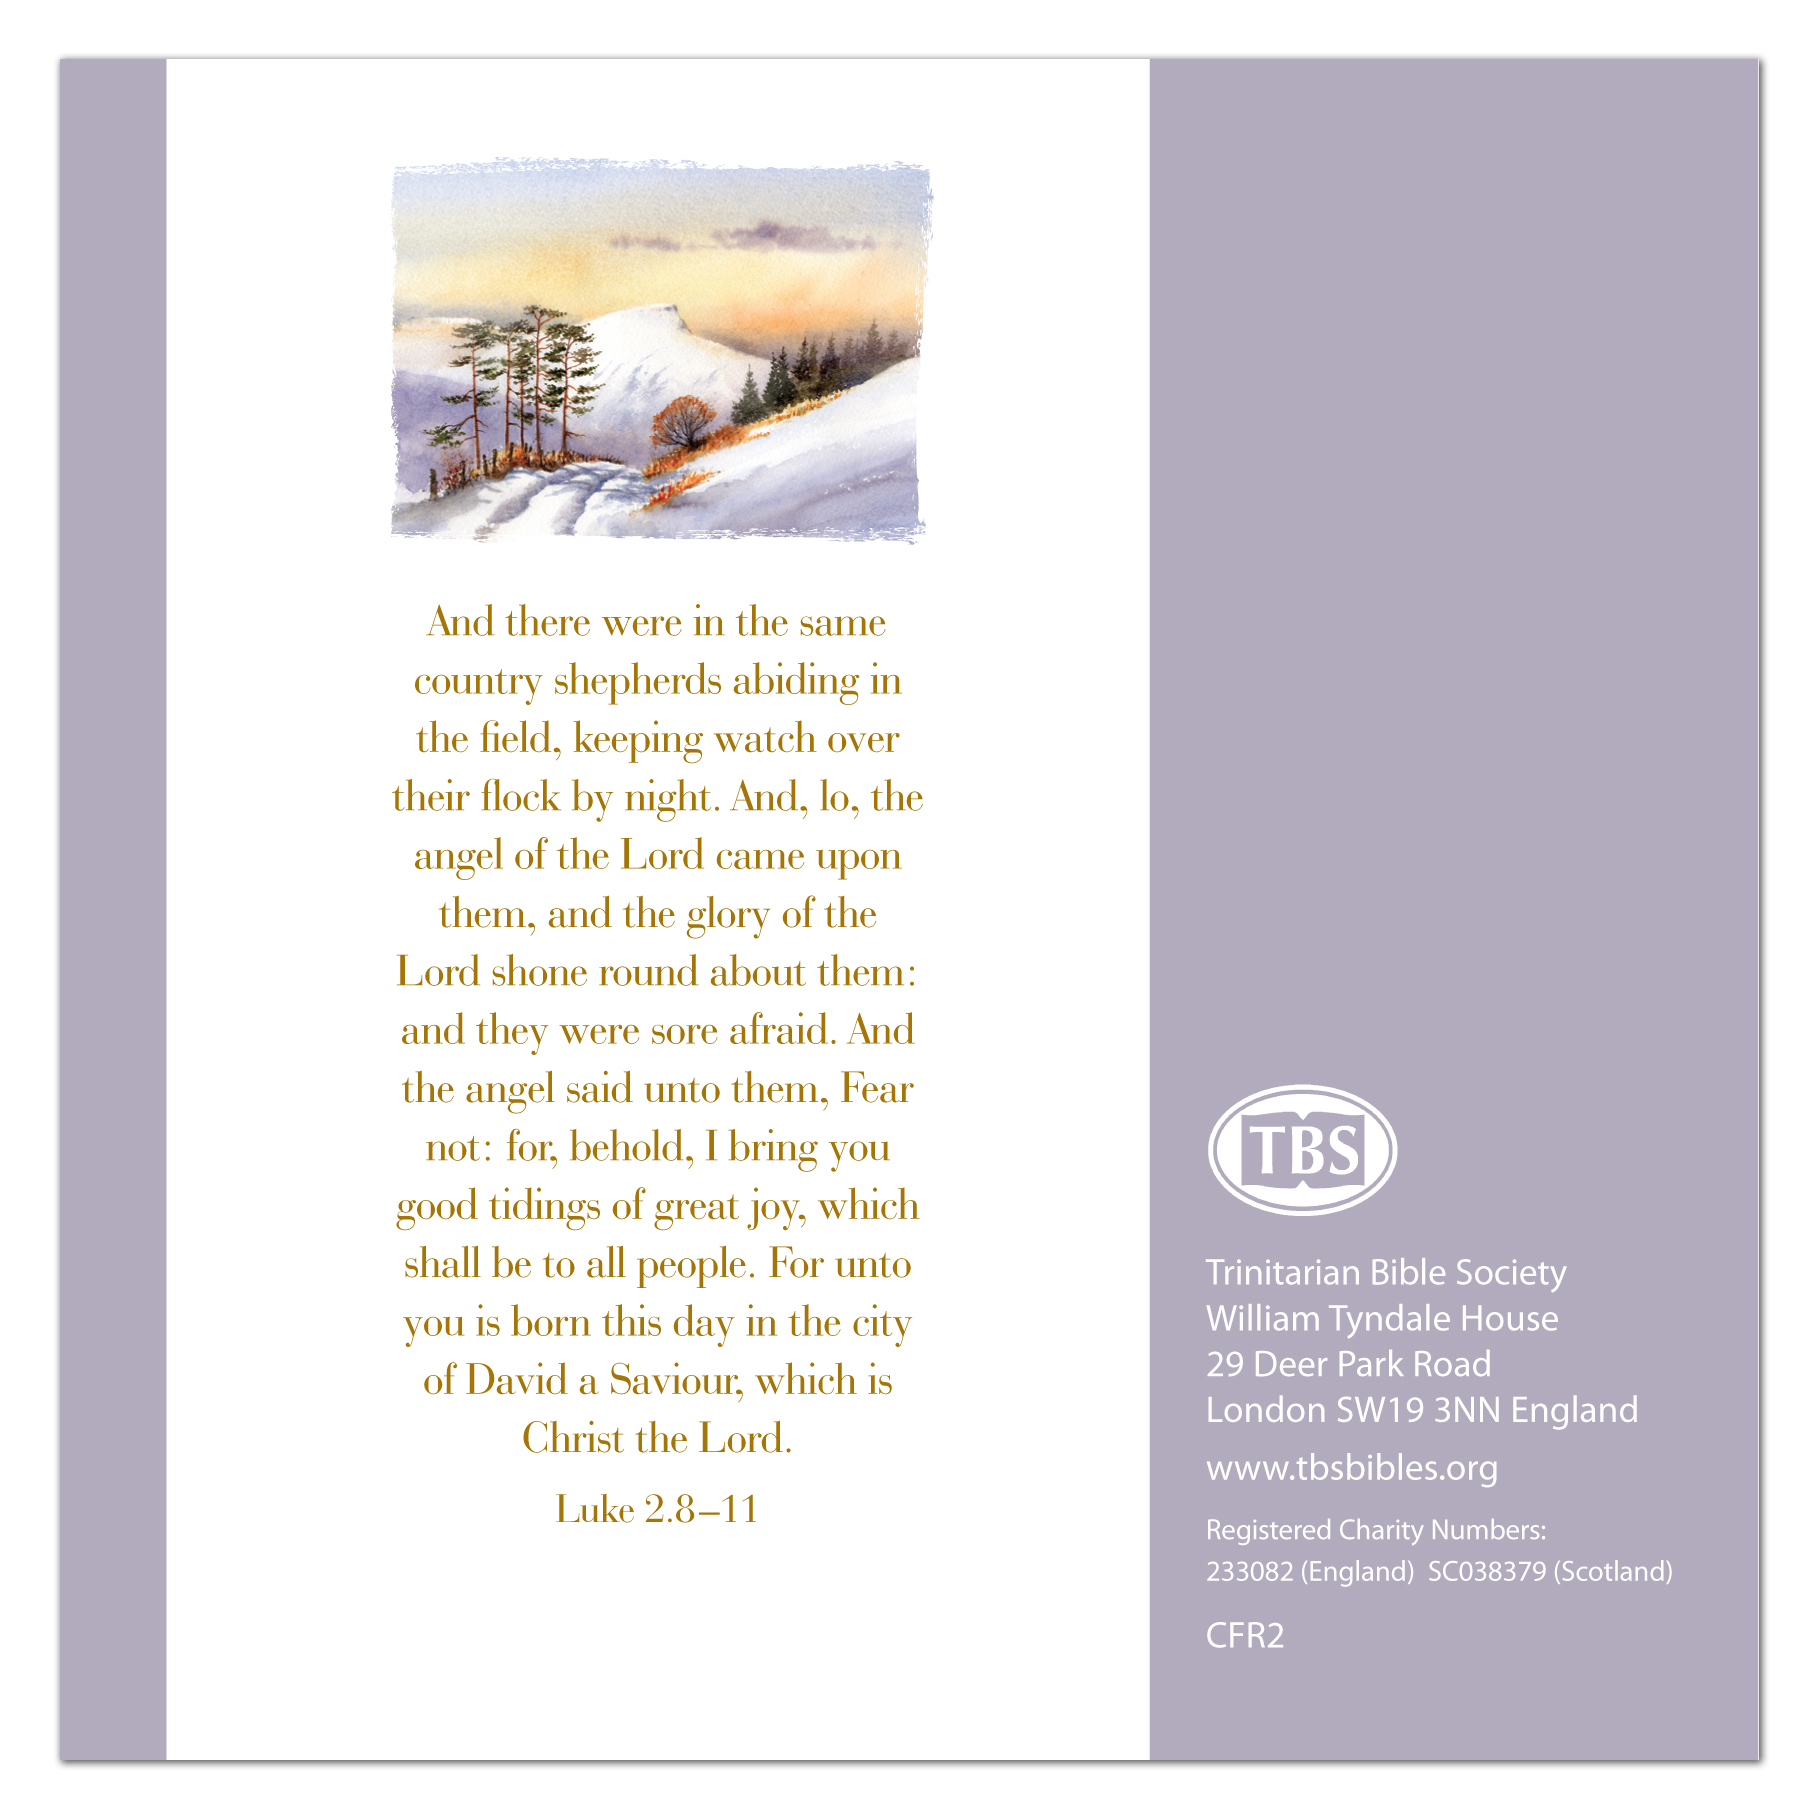 And there were in the same
country shepherds abiding in
the field, keeping watch over
their flock by night. And, lo, the
angel of the Lord came upon
them, and the glory of the
Lord shone round about them:
and they were sore afraid. And
the angel said unto them, Fear
not: for, behold, I bring you
good tidings of great joy, which
shall be to all people. For unto
you is born this day in the city
of David a Saviour, which is
Christ the Lord.
Luke 2.8–11
TBS
Trinitarian Bible Society
William Tyndale House
29 Deer Park Road
London SW19 3NN England
www.tbsbibles.org
Registered Charity Numbers:
233082 (England)  SC038379 (Scotland)
CFR2